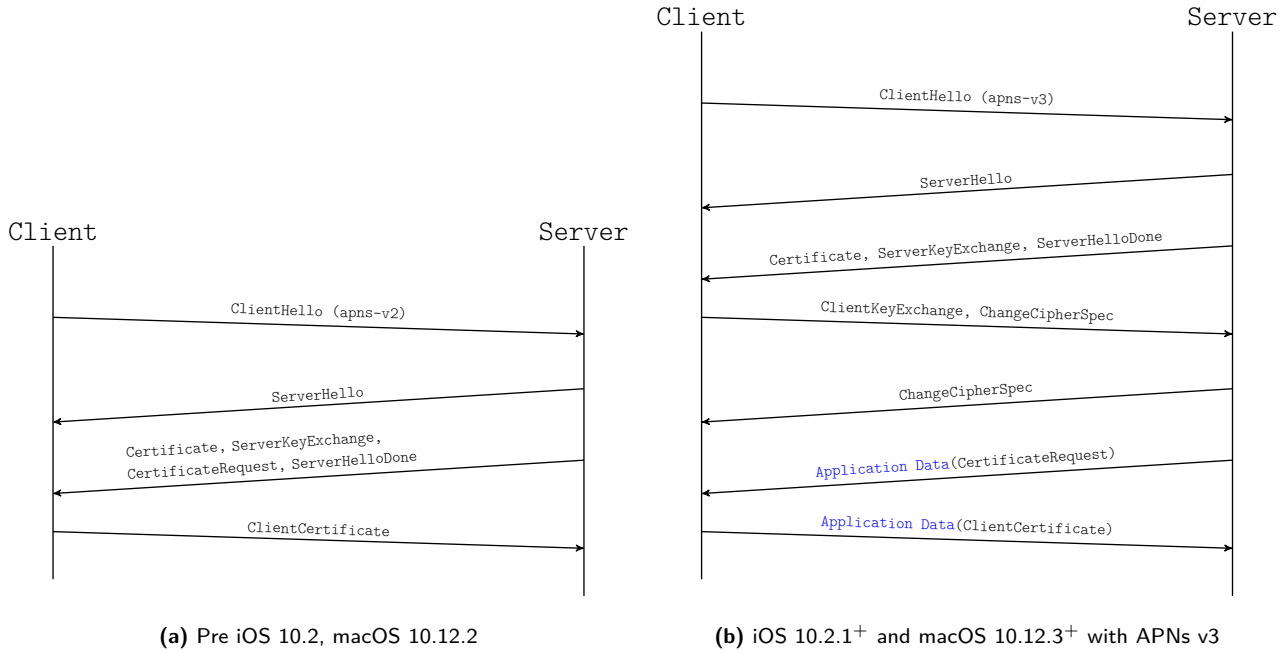 Client
Server
ClientHello (apns-v2)
ServerHello
Certificate, ServerKeyExchange,
CertificateRequest, ServerHelloDone
ClientCertificate
(a) Pre iOS 10.2, macOS 10.12.2
Client
Server
ClientHello (apns-v3)
ServerHello
Certificate, ServerKeyExchange, ServerHelloDone
ClientKeyExchange, ChangeCipherSpec
ChangeCipherSpec
Application Data(CertificateRequest)
Application Data(ClientCertificate)
(b) iOS 10.2.1⁺ and macOS 10.12.3⁺ with APNs v3